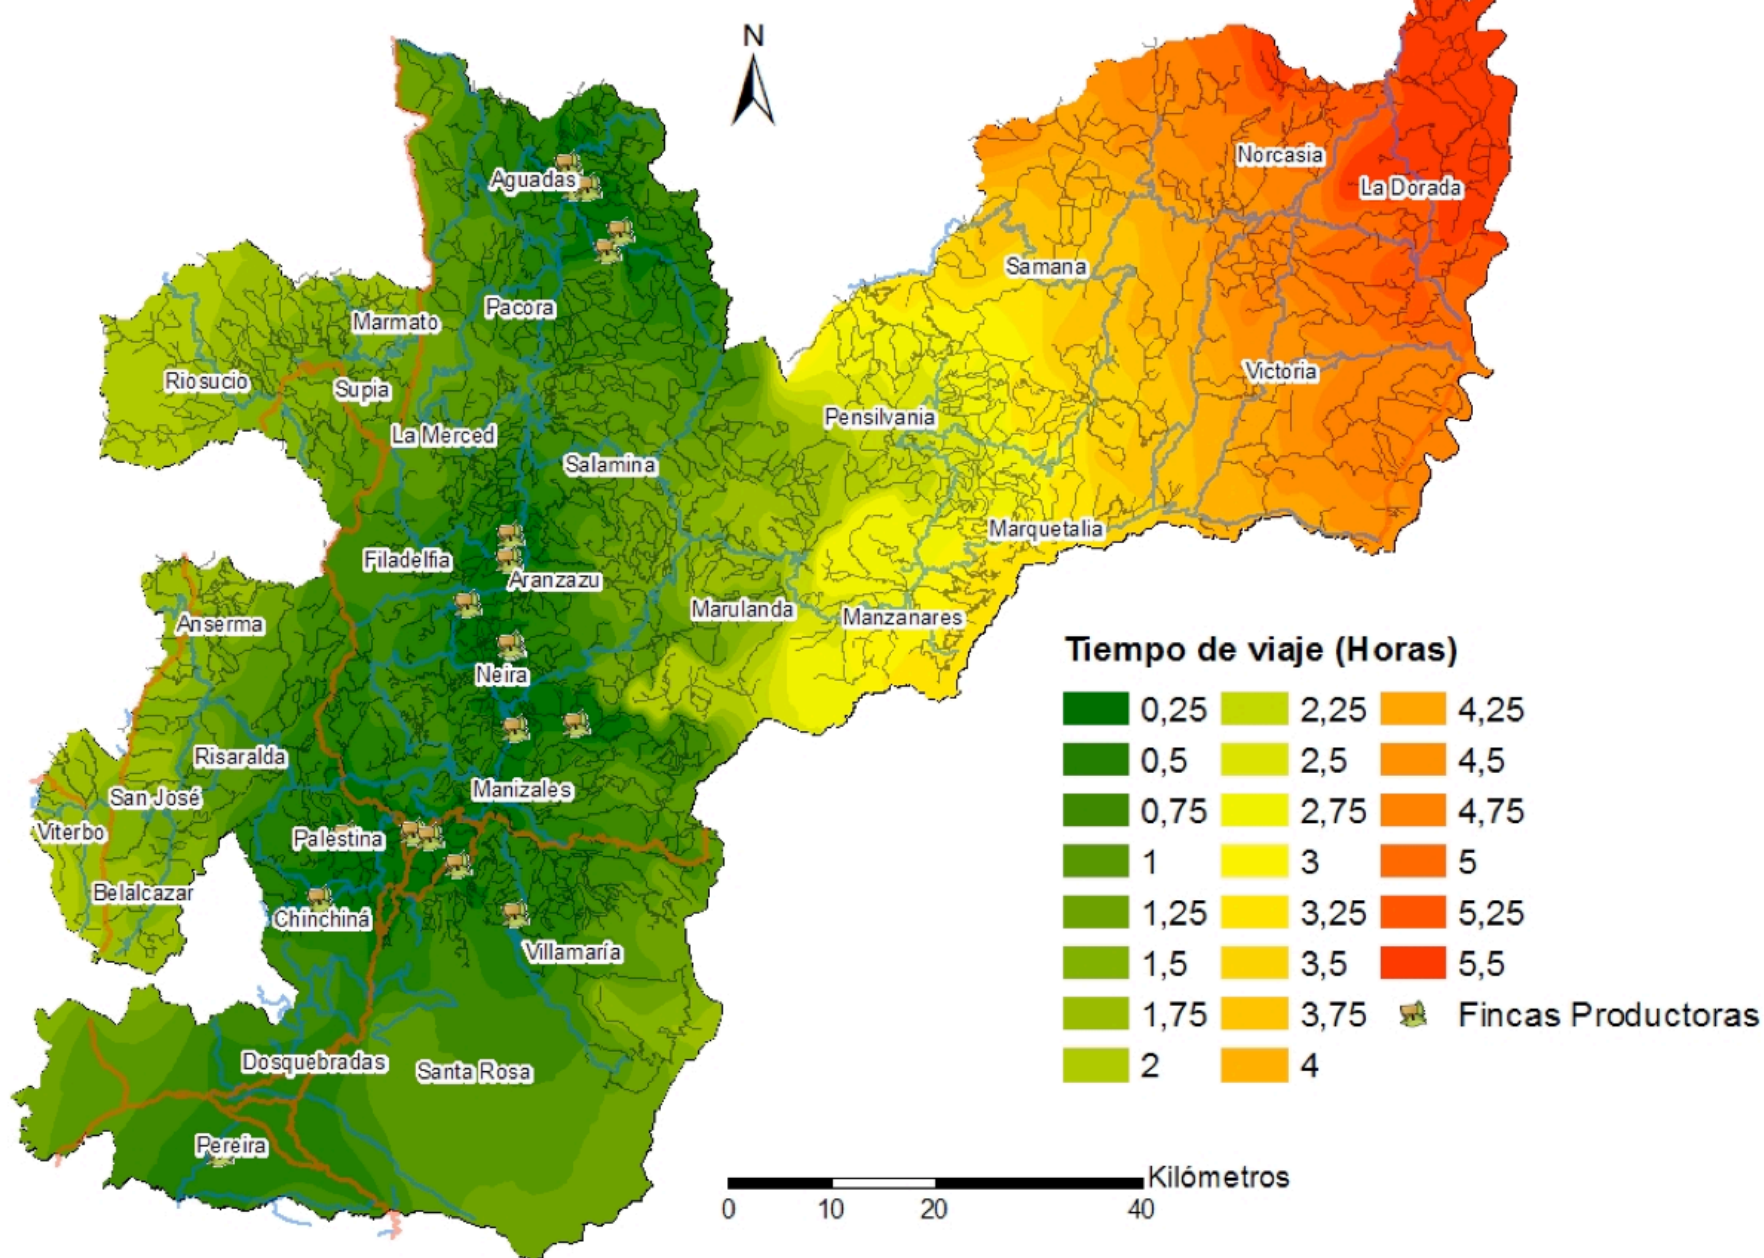 N
Norcasia
Aguadas
La Dorada
Samana
Pacora
Marmato
Riosucio
Supia
Victoria
Pensilvania
La Merced
Salamina
Marquetalia
Filadelfia
Aranzazu
Marulanda
Manzanares
Anserma
Neira
Risaralda
Manizales
San José
Viterbo
Palestina
Belalcazar
Chinchiná
Villamaría
Dosquebradas
Santa Rosa
Pereira
Tiempo de viaje (Horas)
0,25 2,25 4,25
0,5 2,5 4,5
0,75 2,75 4,75
1 3 5
1,25 3,25 5,25
1,5 3,5 5,5
1,75 3,75 Fincas Productoras
2 4
Kilómetros
0 10 20 40